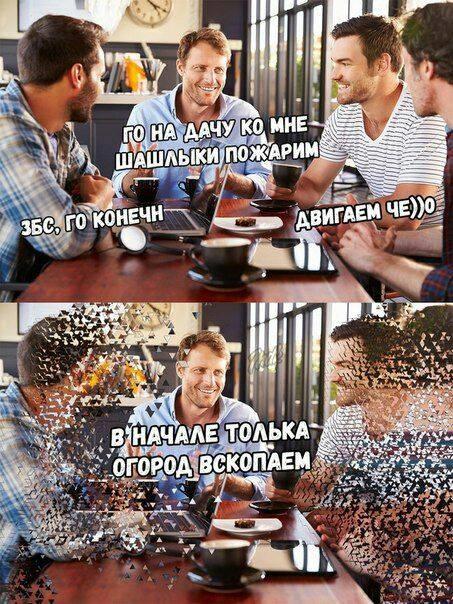 ГО НА ДАЧУ КО МНЕ
ШАШЛЫКИ ПОЖАРИМ
ЗБС, ГО КОНЕЧН
ДВИГАЕМ ЧЕ))0
В НАЧАЛЕ ТОЛЬКА
ОГОРОД ВСКОПАЕМ